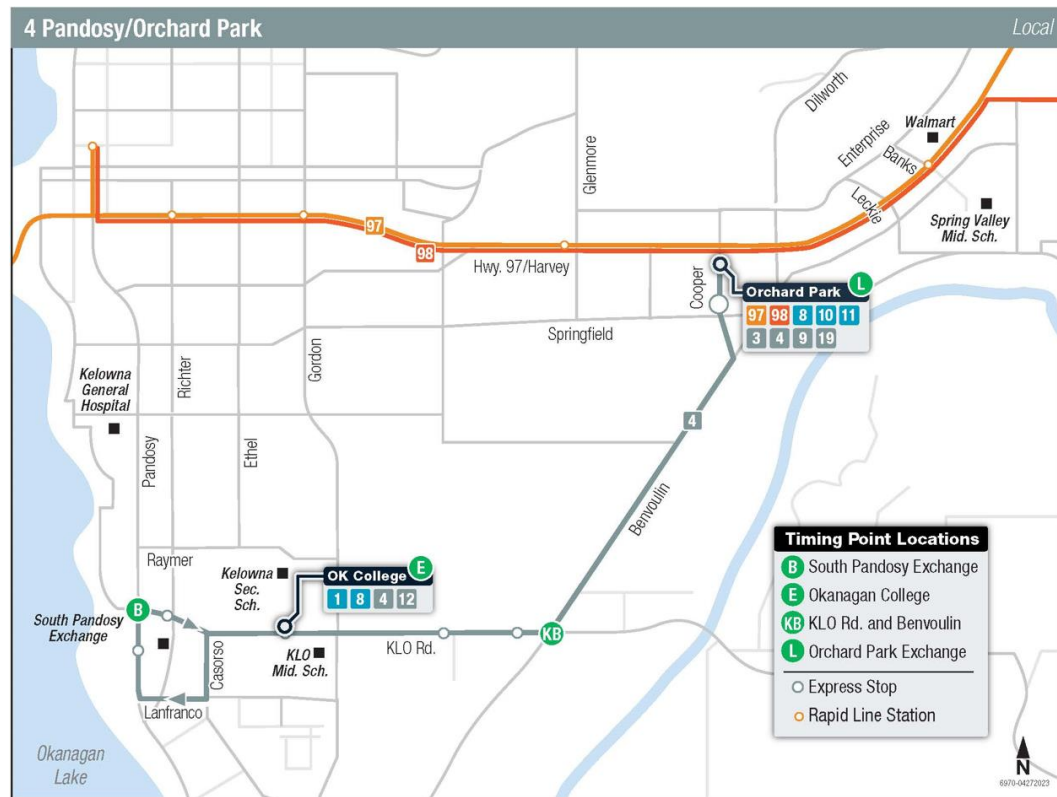 4 Pandosy/Orchard Park
Local
Dilworth
Enterprise
Walmart
Banks
Glenmore
Leckie
Spring Valley
Mid. Sch.
97
98
Hwy. 97/Harvey
Cooper
Orchard Park L
97 98 8 10 11
3 4 9 19
Springfield
Kelowna
General
Hospital
Richter
Gordon
Pandosy
Ethel
4
Benvoulin
Raymer
Kelowna
Sec.
Sch.
OK College E
1 8 4 12
B
South Pandosy
Exchange
KLO
Mid. Sch.
KLO Rd.
KB
Casorso
Lanfranco
Okanagan
Lake
Timing Point Locations
B South Pandosy Exchange
E Okanagan College
KB KLO Rd. and Benvoulin
L Orchard Park Exchange
Express Stop
Rapid Line Station
N
6970-04272023